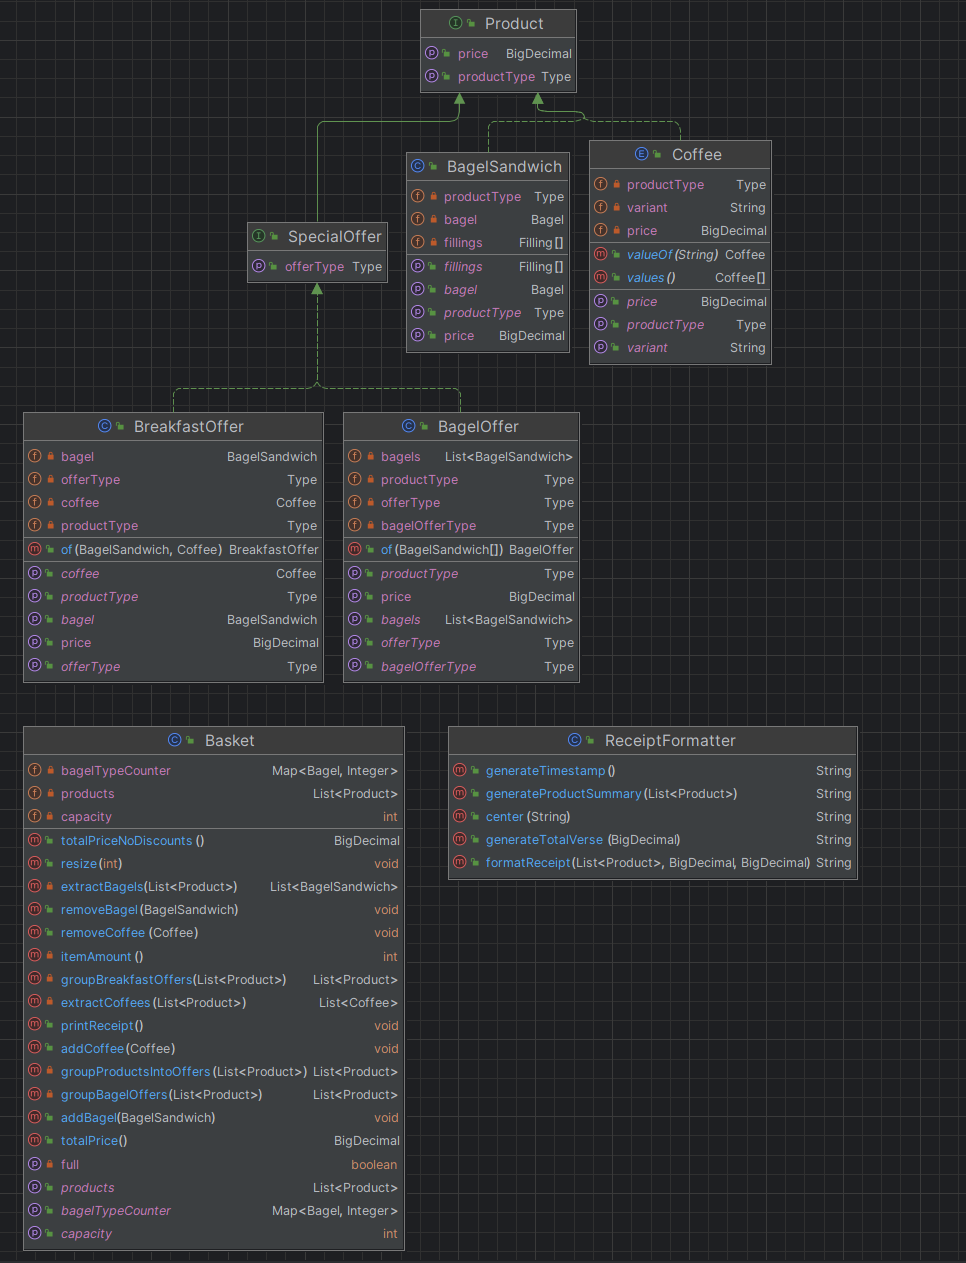 Product
price BigDecimal
productType Type
BagelSandwich
productType Type
bagel Bagel
fillings Filling[]
fillings Filling[]
bagel Bagel
productType Type
price BigDecimal
Coffee
productType Type
variant String
price BigDecimal
valueOf(String) Coffee
values() Coffee[]
price BigDecimal
productType Type
variant String
SpecialOffer
offerType Type
BreakfastOffer
bagel BagelSandwich
offerType Type
coffee Coffee
productType Type
of(BagelSandwich, Coffee) BreakfastOffer
coffee Coffee
productType Type
bagel BagelSandwich
price BigDecimal
offerType Type
BagelOffer
bagels List<BagelSandwich>
productType Type
offerType Type
bagelOfferType Type
of(BagelSandwich[]) BagelOffer
productType Type
price BigDecimal
bagels List<BagelSandwich>
offerType Type
bagelOfferType Type
Basket
bagelTypeCounter Map<Bagel, Integer>
products List<Product>
capacity int
totalPriceNoDiscounts() BigDecimal
resize(int) void
extractBagels(List<Product>) List<BagelSandwich>
removeBagel(BagelSandwich) void
removeCoffee(Coffee) void
itemAmount() int
groupBreakfastOffers(List<Product>) List<Product>
extractCoffees(List<Product>) List<Coffee>
printReceipt() void
addCoffee(Coffee) void
groupProductsIntoOffers(List<Product>) List<Product>
groupBagelOffers(List<Product>) List<Product>
addBagel(BagelSandwich) void
totalPrice() BigDecimal
full boolean
products List<Product>
bagelTypeCounter Map<Bagel, Integer>
capacity int
ReceiptFormatter
generateTimestamp() String
generateProductSummary(List<Product>) String
center(String) String
generateTotalVerse(BigDecimal) String
formatReceipt(List<Product>, BigDecimal, BigDecimal) String